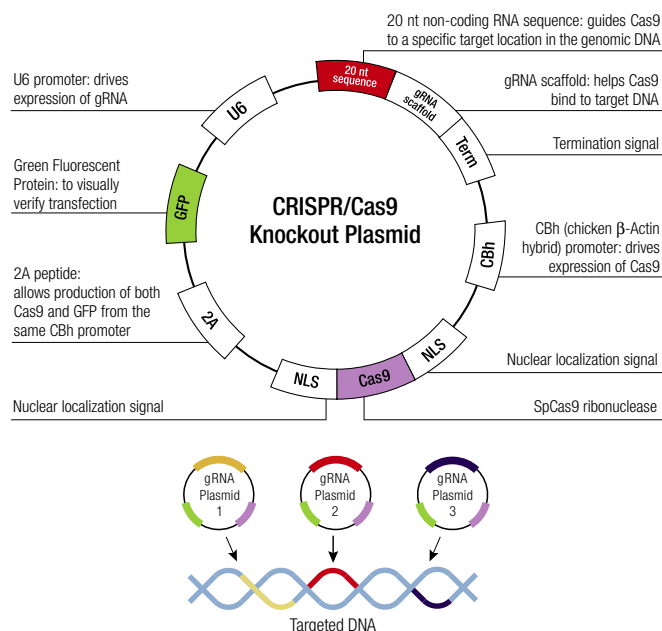 20 nt non-coding RNA sequence: guides Cas9
to a specific target location in the genomic DNA
U6 promoter: drives
expression of gRNA
gRNA scaffold: helps Cas9
bind to target DNA
Termination signal
Green Fluorescent
Protein: to visually
verify transfection
CBh (chicken β-Actin
hybrid) promoter: drives
expression of Cas9
2A peptide:
allows production of both
Cas9 and GFP from the
same CBh promoter
Nuclear localization signal
Nuclear localization signal
SpCas9 ribonuclease
20 nt
sequence
gRNA
scaffold
Term
CBh
NLS
Cas9
NLS
2A
GFP
U6
CRISPR/Cas9
Knockout Plasmid
gRNA
Plasmid
1
gRNA
Plasmid
2
gRNA
Plasmid
3
Targeted DNA